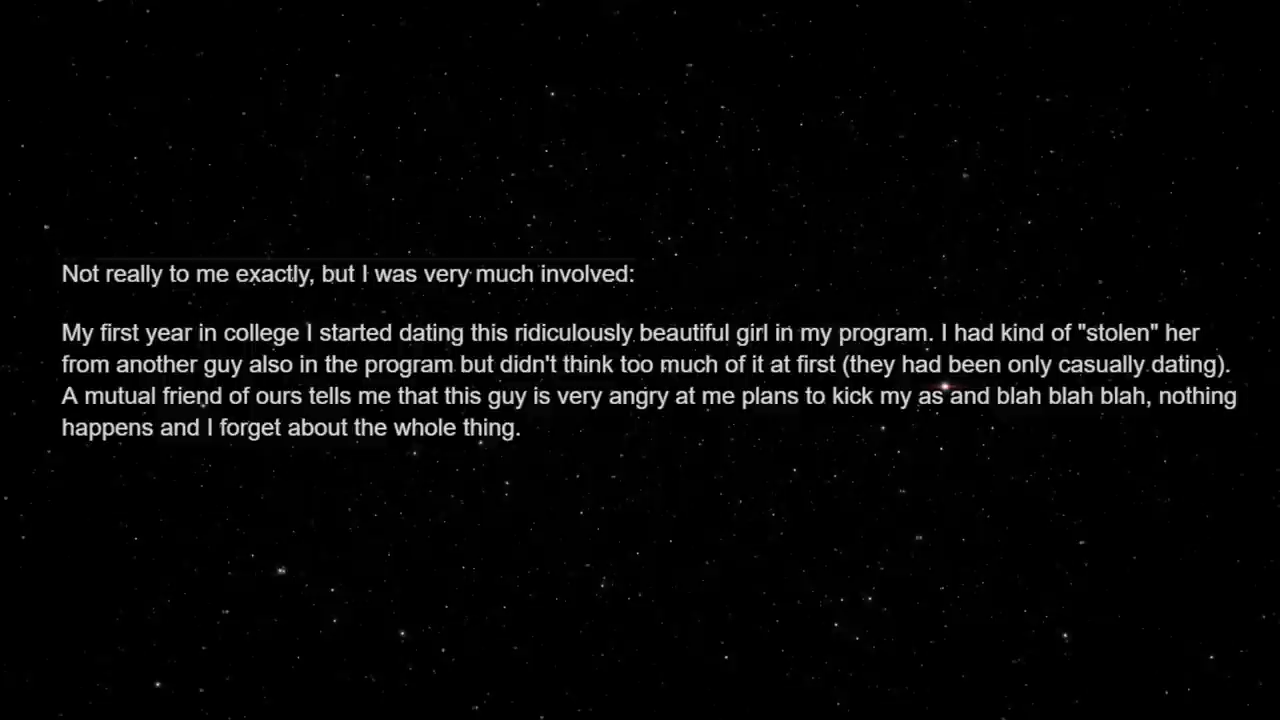 Not really to me exactly, but I was very much involved:
My first year in college I started dating this ridiculously beautiful girl in my program. I had kind of "stolen" her
from another guy also in the program but didn't think too much of it at first (they had been only casually dating).
A mutual friend of ours tells me that this guy is very angry at me plans to kick my as and blah blah blah, nothing
happens and I forget about the whole thing.